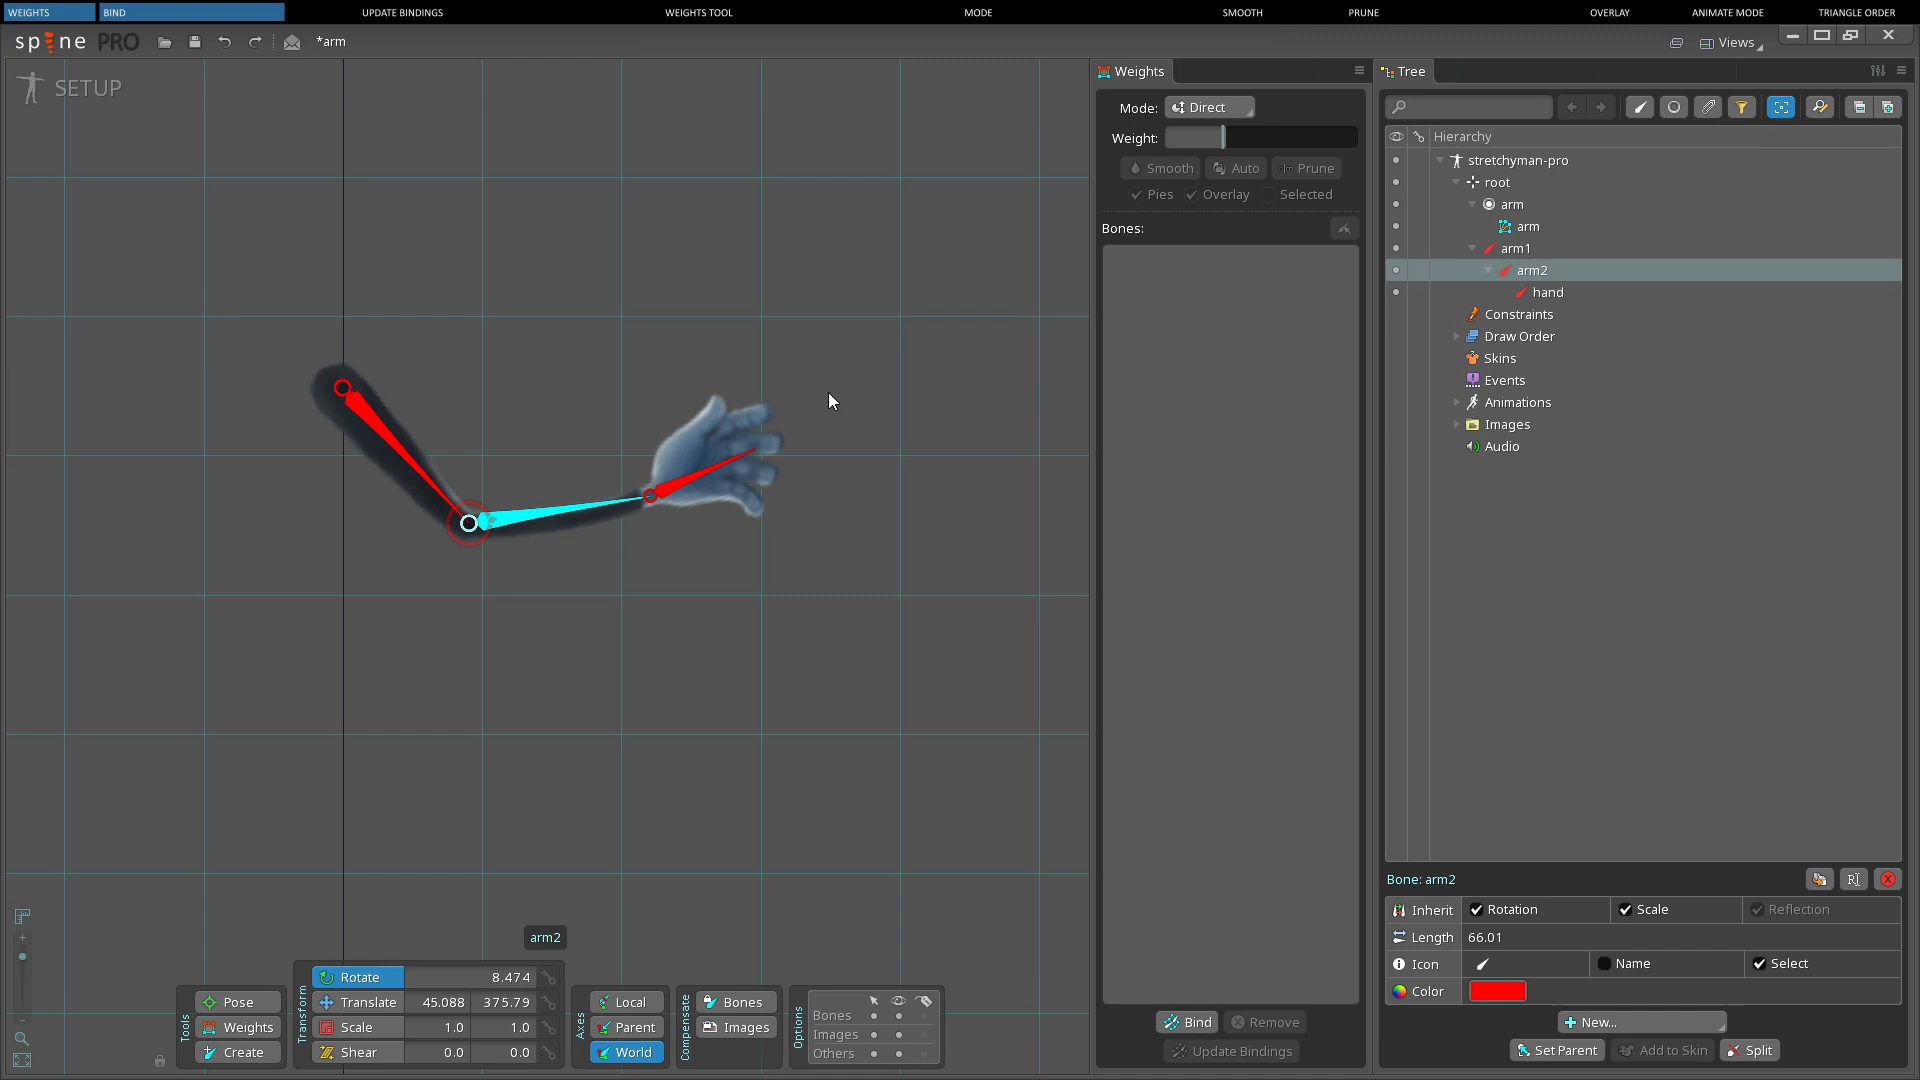 WEIGHTS BIND UPDATE BINDINGS WEIGHTS TOOL MODE SMOOTH PRUNE OVERLAY ANIMATE MODE TRIANGLE ORDER
spine PRO *arm Views
SETUP
Weights
Mode: Direct
Weight:
Smooth Auto Prune
Pies Overlay Selected
Bones:
Bind Remove
Update Bindings
Tree
Hierarchy
stretchyman-pro
root
arm
arm
arm1
arm2
hand
Constraints
Draw Order
Skins
Events
Animations
Images
Audio
Bone: arm2
Inherit Rotation Scale Reflection
Length 66.01
Icon Name Select
Color
New...
Set Parent Add to Skin Split
arm2
Tools
Pose
Weights
Create
Transform
Rotate 8.474
Translate 45.088 375.79
Scale 1.0 1.0
Shear 0.0 0.0
Axes
Local
Parent
World
Compensate
Bones
Images
Options
Bones
Images
Others